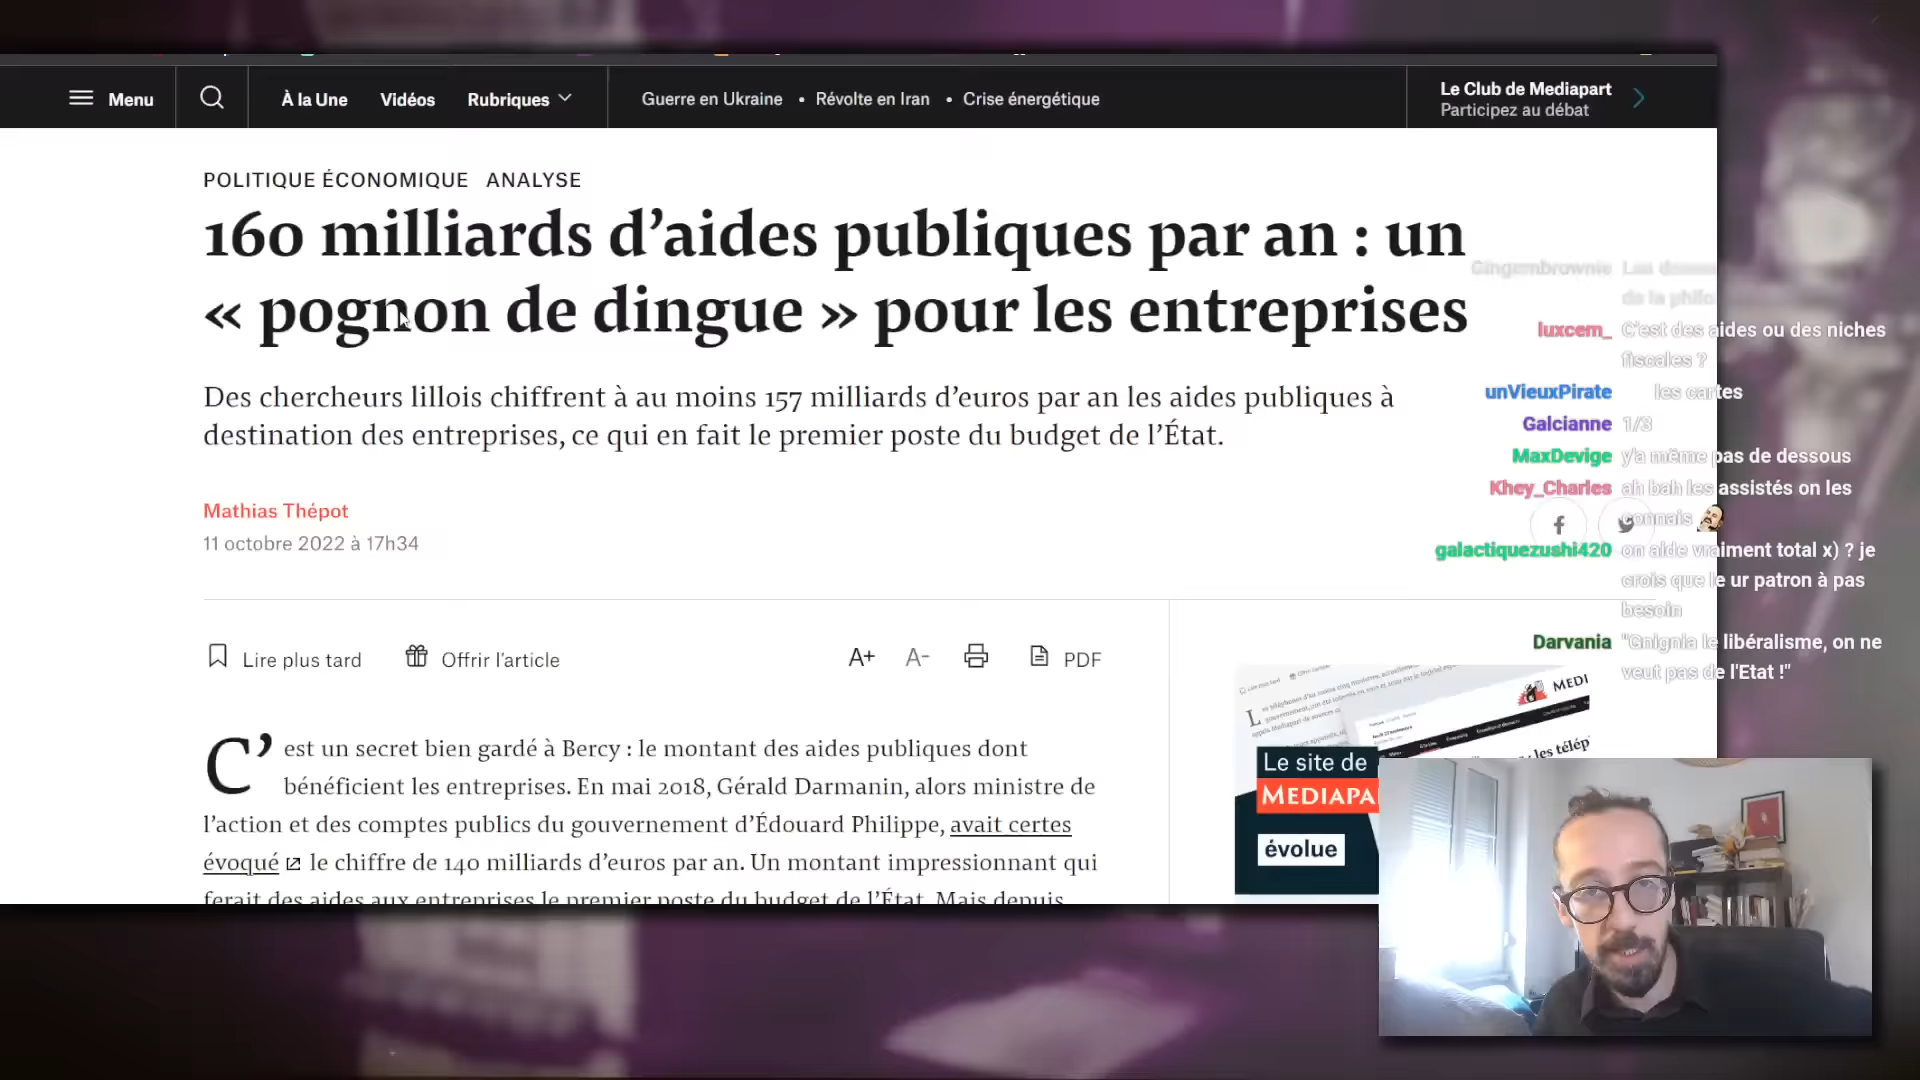 Menu
À la Une
Vidéos
Rubriques
Guerre en Ukraine • Révolte en Iran • Crise énergétique
Le Club de Mediapart
Participez au débat
POLITIQUE ÉCONOMIQUE ANALYSE
160 milliards d’aides publiques par an : un
« pognon de dingue » pour les entreprises
Des chercheurs lillois chiffrent à au moins 157 milliards d’euros par an les aides publiques à
destination des entreprises, ce qui en fait le premier poste du budget de l’État.
Mathias Thépot
11 octobre 2022 à 17h34
Lire plus tard
Offrir l’article
A+
A-
PDF
C’est un secret bien gardé à Bercy : le montant des aides publiques dont
bénéficient les entreprises. En mai 2018, Gérald Darmanin, alors ministre de
l’action et des comptes publics du gouvernement d’Édouard Philippe, avait certes
évoqué le chiffre de 140 milliards d’euros par an. Un montant impressionnant qui
ferait des aides aux entreprises le premier poste du budget de l’État. Mais depuis,
Gingembrownie
de la philo
luxcem_ C'est des aides ou des niches
fiscales ?
unVieuxPirate les cartes
Galcianne 1/3
MaxDevige y'a même pas de dessous
Khey_Charles ah bah les assistés on les
connais
galactiquezushi420 on aide vraiment total x) ? je
crois que le ur patron à pas
besoin
Darvania "Gnignia le libéralisme, on ne
veut pas de l'Etat !"
MEDI
les télép
Le site de
MEDIAPA
évolue